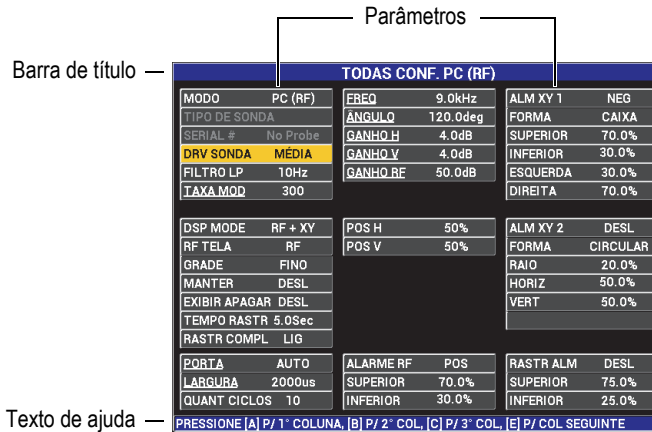 Parâmetros
Barra de título
TODAS CONF. PC (RF)
MODO PC (RF)
TIPO DE SONDA
SERIAL # No Probe
DRV SONDA MÉDIA
FILTRO LP 10Hz
TAXA MOD 300
FREQ 9.0kHz
ÂNGULO 120.0deg
GANHO H 4.0dB
GANHO V 4.0dB
GANHO RF 50.0dB
ALM XY 1 NEG
FORMA CAIXA
SUPERIOR 70.0%
INFERIOR 30.0%
ESQUERDA 30.0%
DIREITA 70.0%
DSP MODE RF + XY
RF TELA RF
GRADE FINO
MANTER DESL
EXIBIR APAGAR DESL
TEMPO RASTR 5.0Sec
RASTR COMPL LIG
POS H 50%
POS V 50%
ALM XY 2 DESL
FORMA CIRCULAR
RAIO 20.0%
HORIZ 50.0%
VERT 50.0%
PORTA AUTO
LARGURA 2000us
QUANT CICLOS 10
ALARME RF POS
SUPERIOR 70.0%
INFERIOR 30.0%
RASTR ALM DESL
SUPERIOR 75.0%
INFERIOR 25.0%
Texto de ajuda
PRESSIONE [A] P/ 1° COLUNA, [B] P/ 2° COL, [C] P/ 3° COL, [E] P/ COL SEGUINTE